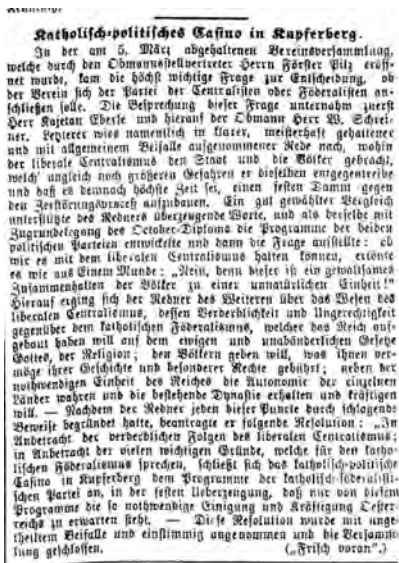 Katholisch-politisches Casino in Kupferberg.
In der am 5. März abgehaltenen Vereinsversammlung,
welche durch den Obmannstellvertreter Herrn Förster Pilz eröff-
net wurde, kam die höchst wichtige Frage zur Entscheidung, ob
der Verein sich der Partei der Centralisten oder Föderalisten an-
schließen solle. Die Besprechung dieser Frage unternahm zuerst
Herr Kajetan Eberle und hierauf der Obmann Herr W. Schrei-
ner. Letzterer wies namentlich in klarer, meisterhaft gehaltener
und mit allgemeinem Beifalle aufgenommener Rede nach, wohin
der liberale Centralismus den Staat und die Völker gebracht,
welch' ungleich noch größeren Gefahren er dieselben entgegentreibe
und daß es demnach höchste Zeit sei, einen festen Damm gegen
den Zerstörungsproceß aufzubauen. Ein gut gewählter Vergleich
unterstützte des Redners überzeugende Worte, und als derselbe mit
Zugrundelegung des October-Diploms die Programme der beiden
politischen Parteien entwickelte und dann die Frage aufstellte: ob
wir es mit dem liberalen Centralismus halten können, ertönte
es wie aus Einem Munde: „Nein, denn dieser ist ein gewaltsames
Zusammenhalten der Völker zu einer unnatürlichen Einheit!"
Hierauf erging sich der Redner des Weiteren über das Wesen des
liberalen Centralismus, dessen Verderblichkeit und Ungerechtigkeit
gegenüber dem katholischen Föderalismus, welcher das Reich auf-
gebaut haben will auf dem ewigen und unabänderlichen Gesetze
Gottes, der Religion; den Völkern geben will, was ihnen ver-
möge ihrer Geschichte und besonderer Rechte gebührt; neben der
nothwendigen Einheit des Reiches die Autonomie der einzelnen
Länder wahren und die bestehende Dynastie erhalten und kräftigen
will. — Nachdem der Redner jeden dieser Puncte durch schlagende
Beweise begründet hatte, beantragte er folgende Resolution: „In
Anbetracht der verderblichen Folgen des liberalen Centralismus;
in Anbetracht der vielen wichtigen Gründe, welche für den katho-
lischen Föderalismus sprechen, schließt sich das katholisch-politische
Casino in Kupferberg dem Programme der katholisch-föderalisti-
schen Partei an, in der festen Ueberzeugung, daß nur von diesem
Programme die so nothwendige Einigung und Kräftigung Oester-
reichs zu erwarten steht. — Diese Resolution wurde mit unge-
theiltem Beifalle und einstimmig angenommen und die Versamm-
lung geschlossen. („Frisch voran".)